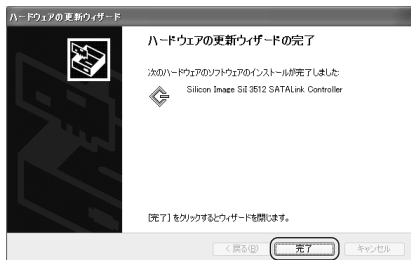 ハードウェアの更新ウィザード
ハードウェアの更新ウィザードの完了
次のハードウェアのソフトウェアのインストールが完了しました:
Silicon Image SiI 3512 SATALink Controller
[完了] をクリックするとウィザードを閉じます。
< 戻る(B)
完了
キャンセル